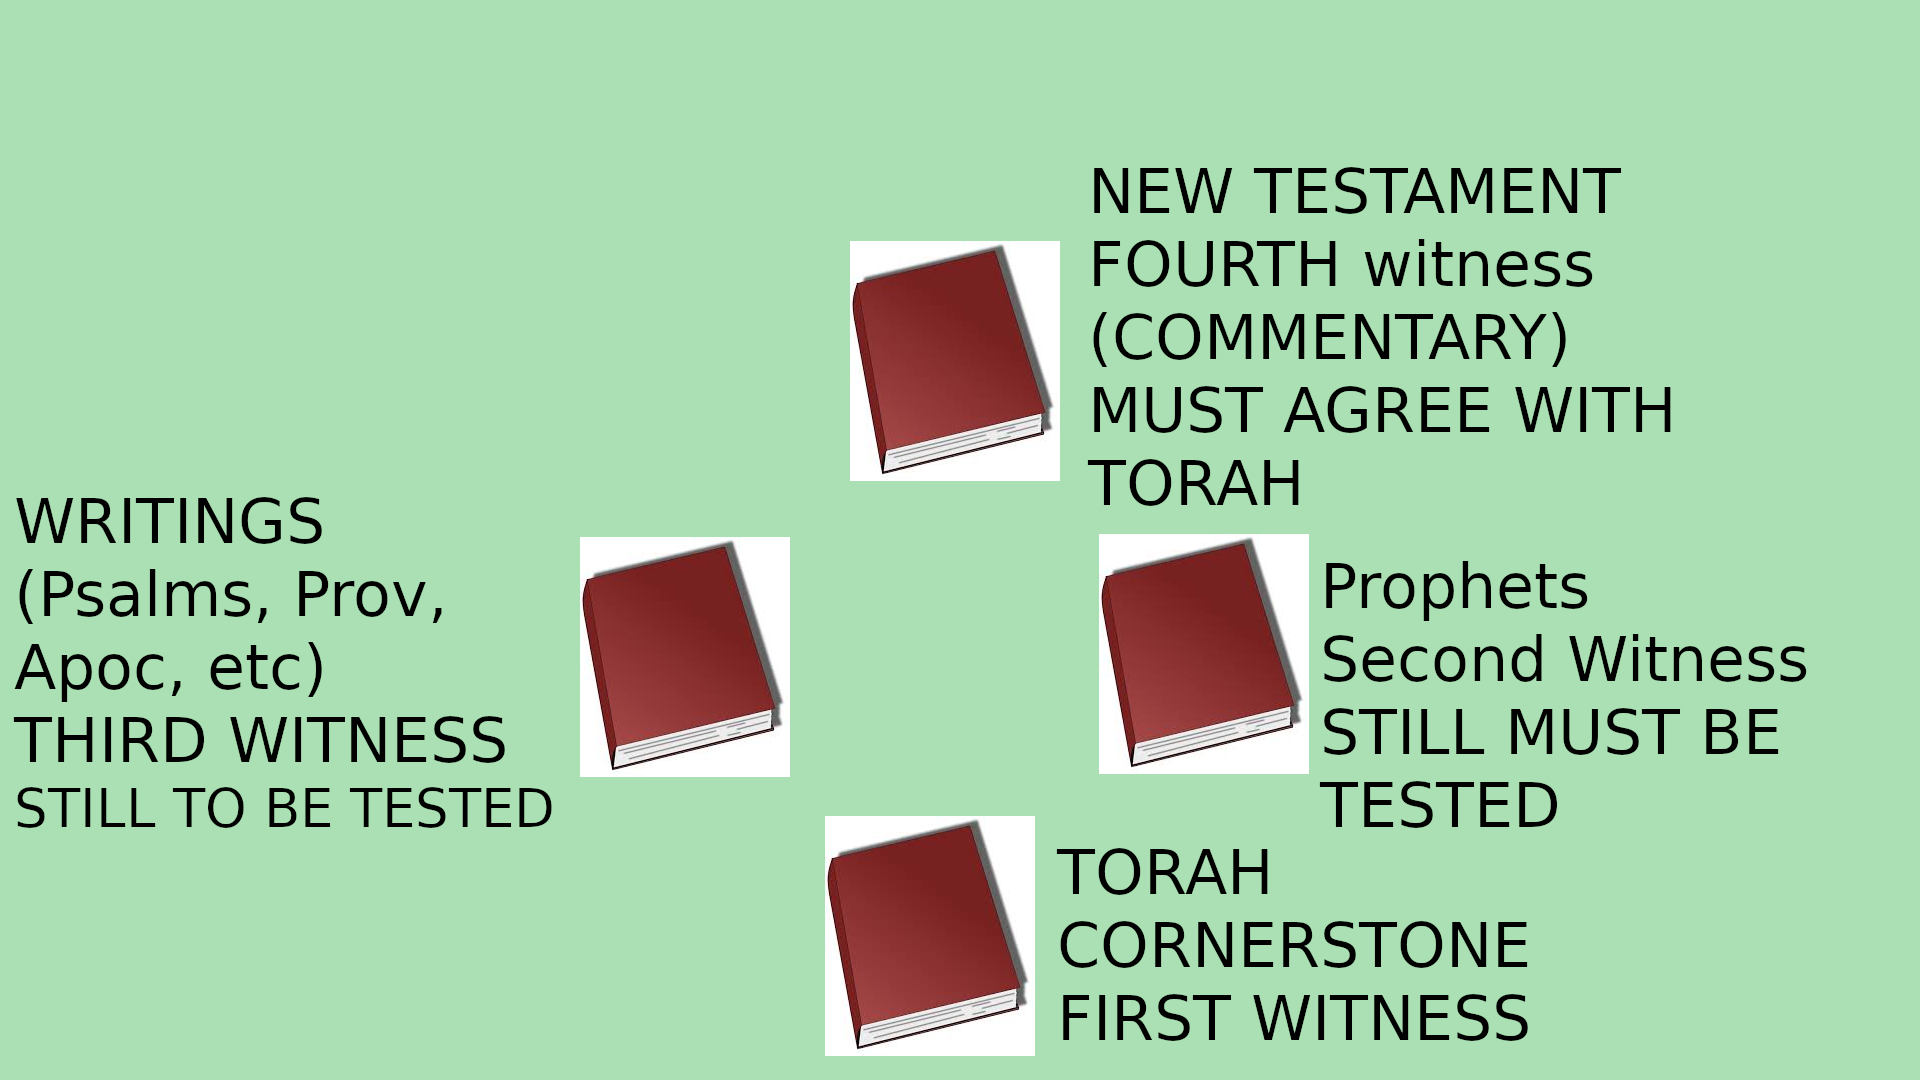 NEW TESTAMENT
FOURTH witness
(COMMENTARY)
MUST AGREE WITH
TORAH
WRITINGS
(Psalms, Prov,
Apoc, etc)
THIRD WITNESS
STILL TO BE TESTED
Prophets
Second Witness
STILL MUST BE
TESTED
TORAH
CORNERSTONE
FIRST WITNESS